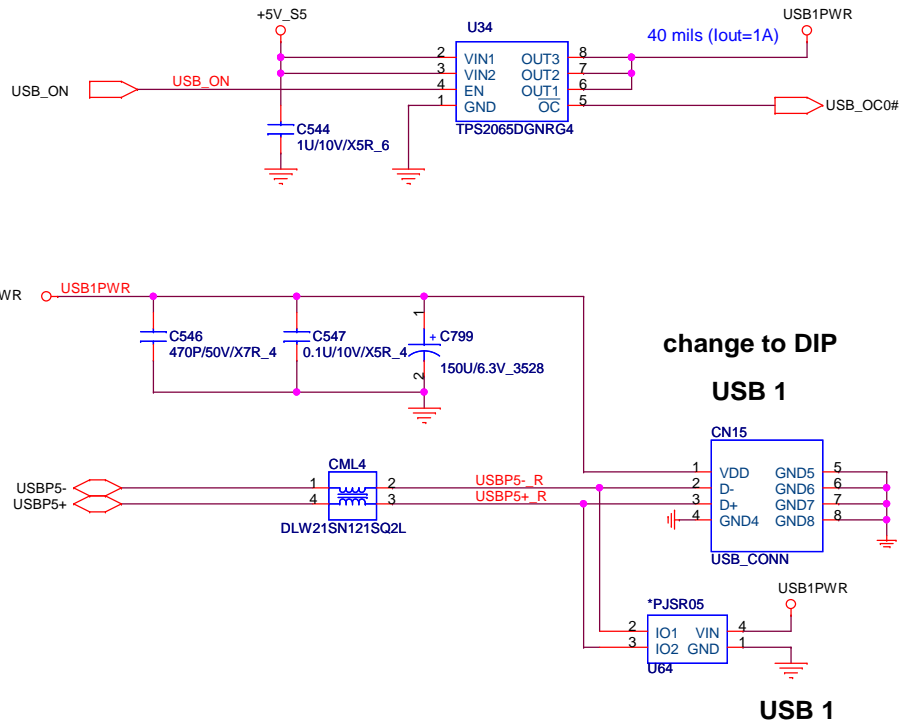 +5V_S5
U34
40 mils (Iout=1A)
USB1PWR
USB_ON
USB_ON
2 VIN1 OUT3 8
3 VIN2 OUT2 7
4 EN OUT1 6
1 GND OC 5
USB_OC0#
TPS2065DGNRG4
C544
1U/10V/X5R_6
WR
USB1PWR
C546
470P/50V/X7R_4
C547
0.1U/10V/X5R_4
1
+ C799
150U/6.3V_3528
2
change to DIP
USB 1
CN15
1 VDD GND5 5
2 D- GND6 6
3 D+ GND7 7
4 GND4 GND8 8
USB_CONN
CML4
USBP5- 1 2 USBP5-_R
USBP5+ 4 3 USBP5+_R
DLW21SN121SQ2L
*PJSR05
USB1PWR
2 IO1 VIN 4
3 IO2 GND 1
U64
USB 1